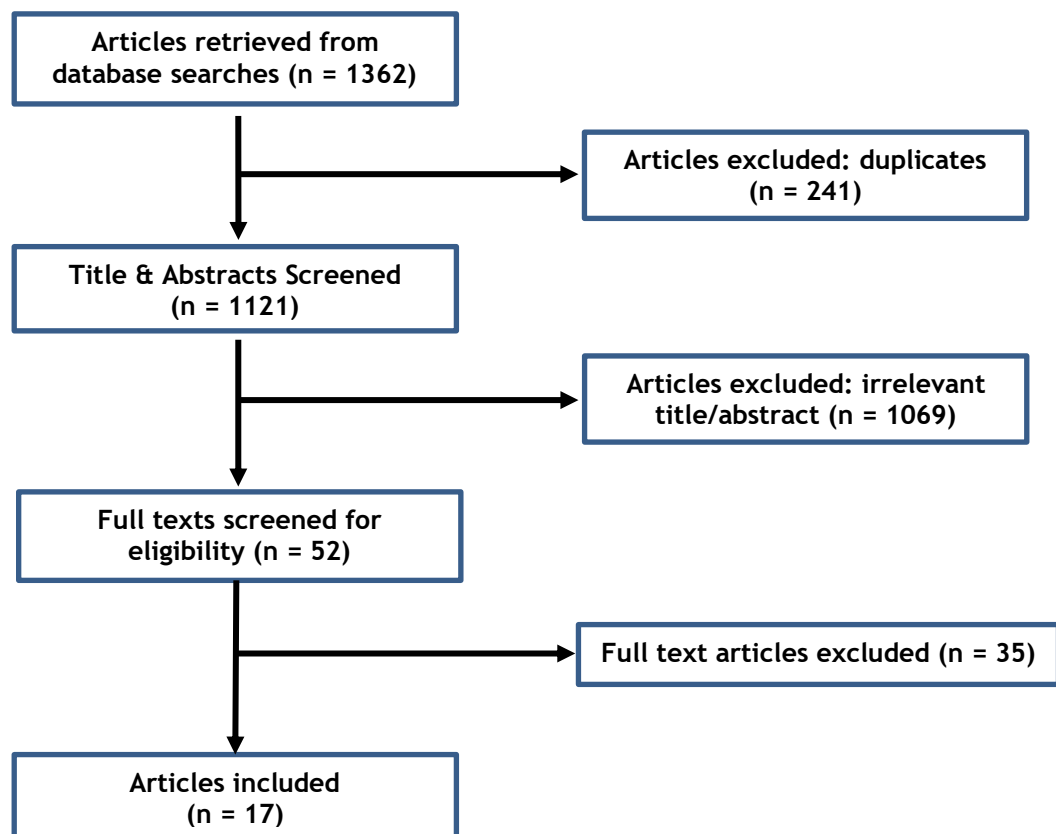 Articles retrieved from
database searches (n = 1362)
Articles excluded: duplicates
(n = 241)
Title & Abstracts Screened
(n = 1121)
Articles excluded: irrelevant
title/abstract (n = 1069)
Full texts screened for
eligibility (n = 52)
Full text articles excluded (n = 35)
Articles included
(n = 17)